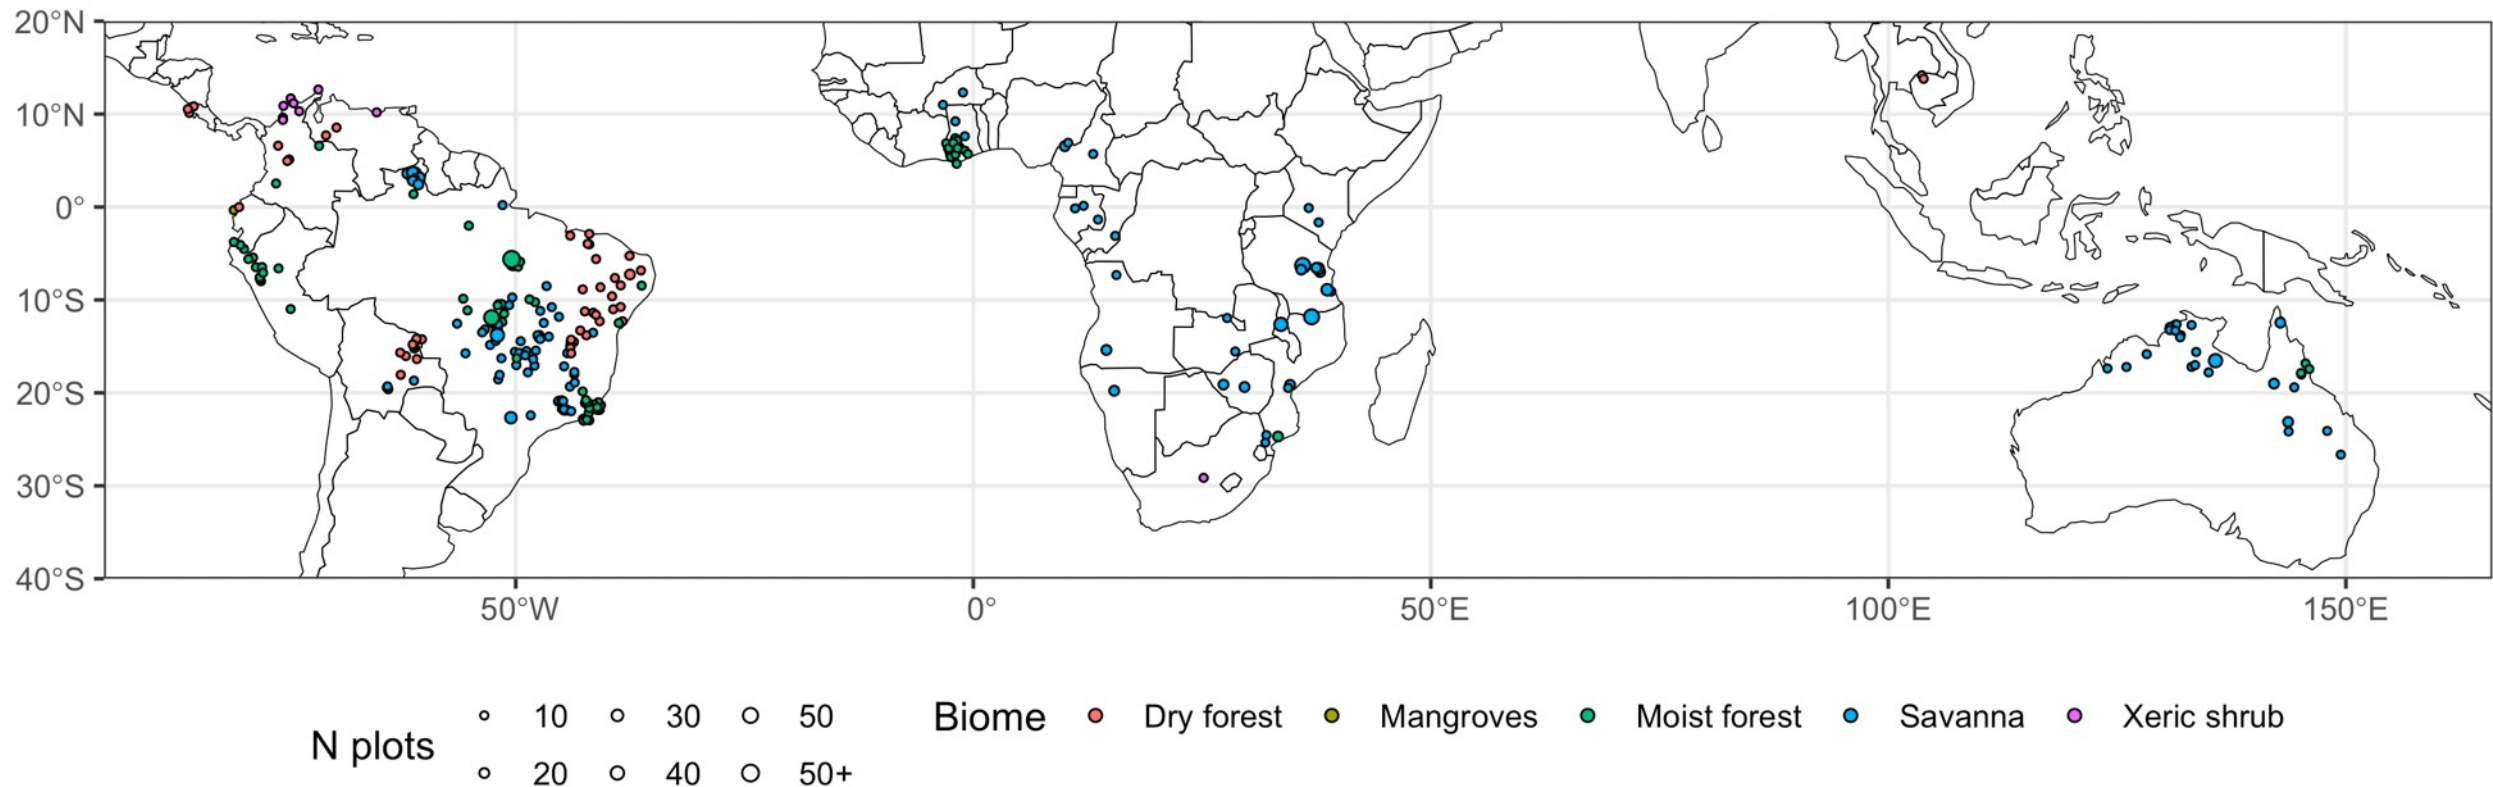 20°N
10°N
0°
10°S
20°S
30°S
40°S
50°W
0°
50°E
100°E
150°E
N plots
10
30
50
20
40
50+
Biome
Dry forest
Mangroves
Moist forest
Savanna
Xeric shrub